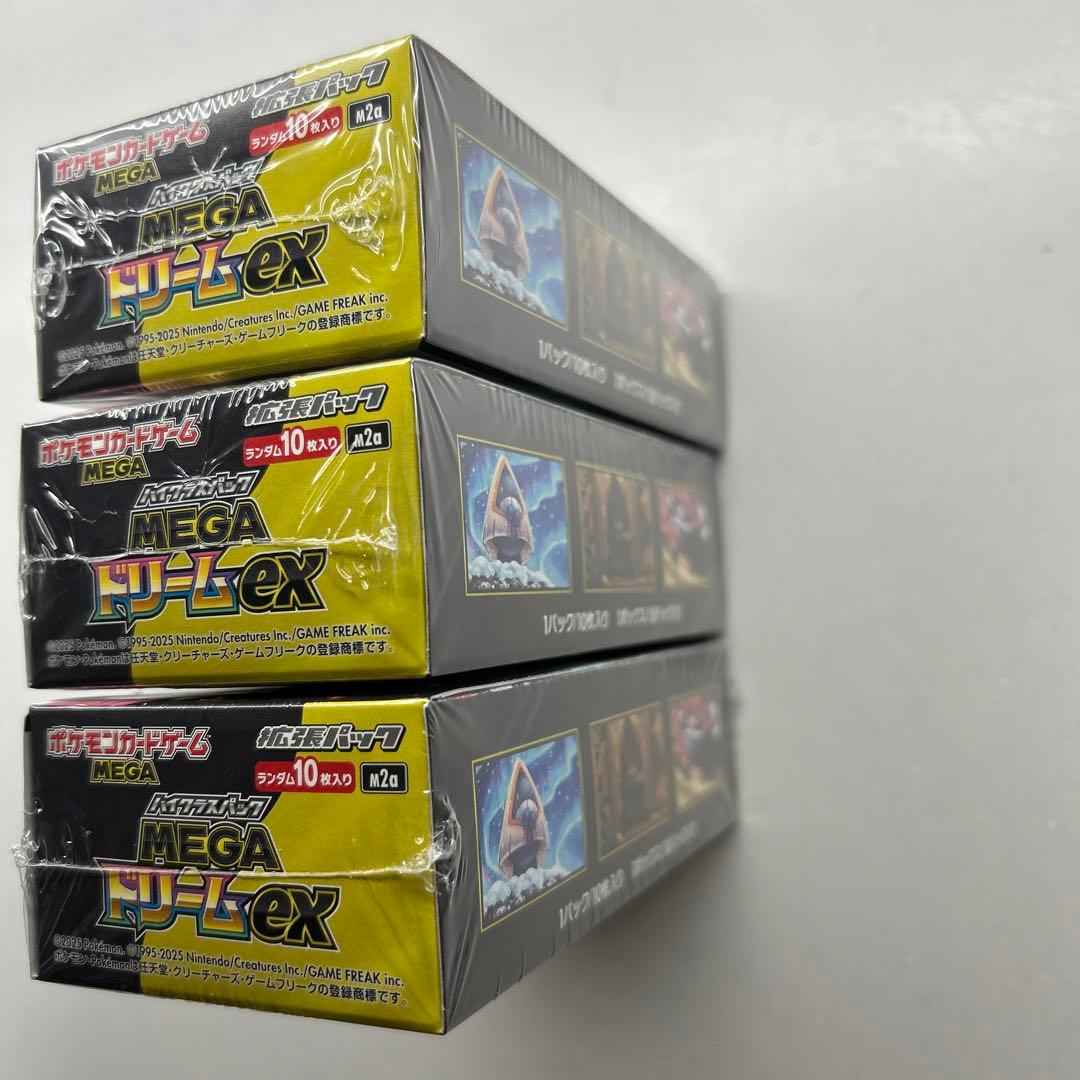 拡張パック
ポケモンカードゲーム
MEGA
ランダム10枚入り
M2a
ハイクラスパック
MEGA
ドリームex
©2025 Pokémon. ©1995-2025 Nintendo/Creatures Inc./GAME FREAK inc.
ポケモン・Pokémonは任天堂・クリーチャーズ・ゲームフリークの登録商標です。
1パック/10枚入り
拡張パック
ポケモンカードゲーム
MEGA
ランダム10枚入り
M2a
ハイクラスパック
MEGA
ドリームex
©2025 Pokémon. ©1995-2025 Nintendo/Creatures Inc./GAME FREAK inc.
ポケモン・Pokémonは任天堂・クリーチャーズ・ゲームフリークの登録商標です。
1パック/10枚入り
ポケモンカードゲーム
MEGA
拡張パック
ランダム10枚入り
M2a
ハイクラスパック
MEGA
ドリームex
©2025 Pokémon. ©1995-2025 Nintendo/Creatures Inc./GAME FREAK inc.
ポケモン・Pokémonは任天堂・クリーチャーズ・ゲームフリークの登録商標です。
1パック/10枚入り